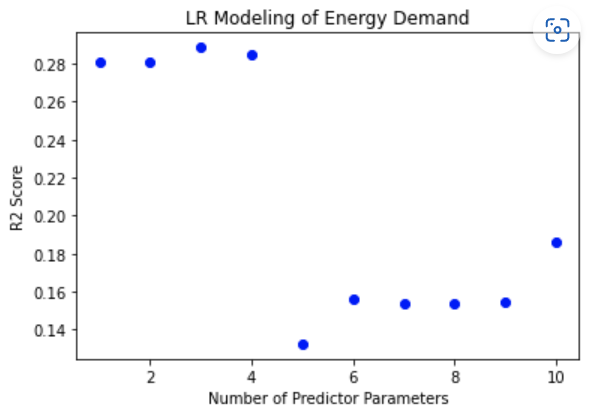 LR Modeling of Energy Demand
0.28
0.26
0.24
0.22
0.20
0.18
0.16
0.14
R2 Score
2 4 6 8 10
Number of Predictor Parameters